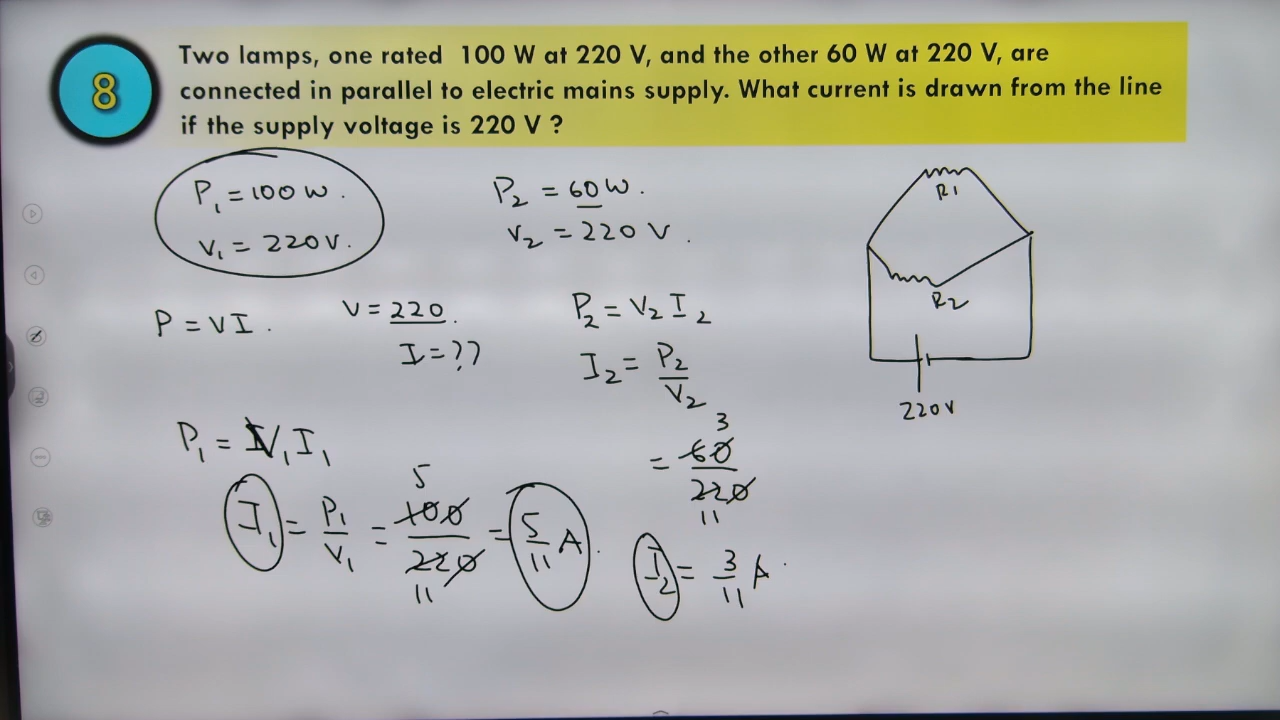 8
Two lamps, one rated 100 W at 220 V, and the other 60 W at 220 V, are
connected in parallel to electric mains supply. What current is drawn from the line
if the supply voltage is 220 V ?
P₁ = 100 W.
V₁ = 220 V.
P₂ = 60 W.
V₂ = 220 V.
R1
R2
220 V
P = VI.
V = 220.
I = ??
P₁ = V₁ I₁
I₁ = P₁/V₁ = 100/220 = 5/11 A.
5
11
P₂ = V₂ I₂
I₂ = P₂/V₂
= 60/220
3
11
I₂ = 3/11 A.